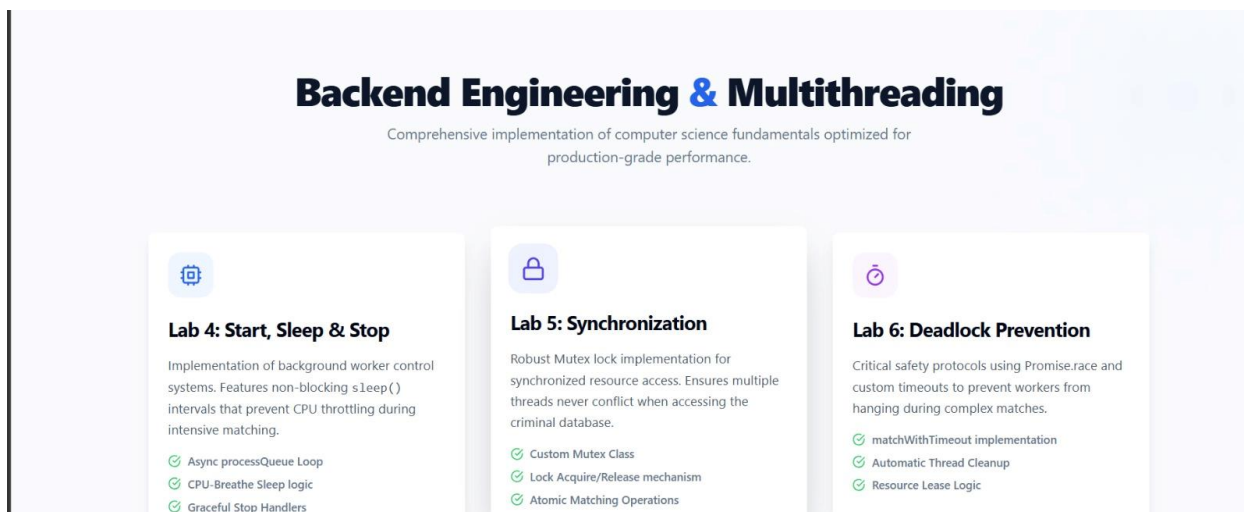 Backend Engineering & Multithreading
Comprehensive implementation of computer science fundamentals optimized for
production-grade performance.
Lab 4: Start, Sleep & Stop
Implementation of background worker control
systems. Features non-blocking sleep()
intervals that prevent CPU throttling during
intensive matching.
Async processQueue Loop
CPU-Breathe Sleep logic
Graceful Stop Handlers
Lab 5: Synchronization
Robust Mutex lock implementation for
synchronized resource access. Ensures multiple
threads never conflict when accessing the
criminal database.
Custom Mutex Class
Lock Acquire/Release mechanism
Atomic Matching Operations
Lab 6: Deadlock Prevention
Critical safety protocols using Promise.race and
custom timeouts to prevent workers from
hanging during complex matches.
matchWithTimeout implementation
Automatic Thread Cleanup
Resource Lease Logic